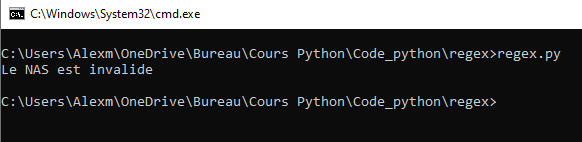 C:\Windows\System32\cmd.exe
C:\Users\Alexm\OneDrive\Bureau\Cours Python\Code_python\regex>regex.py
Le NAS est invalide
C:\Users\Alexm\OneDrive\Bureau\Cours Python\Code_python\regex>